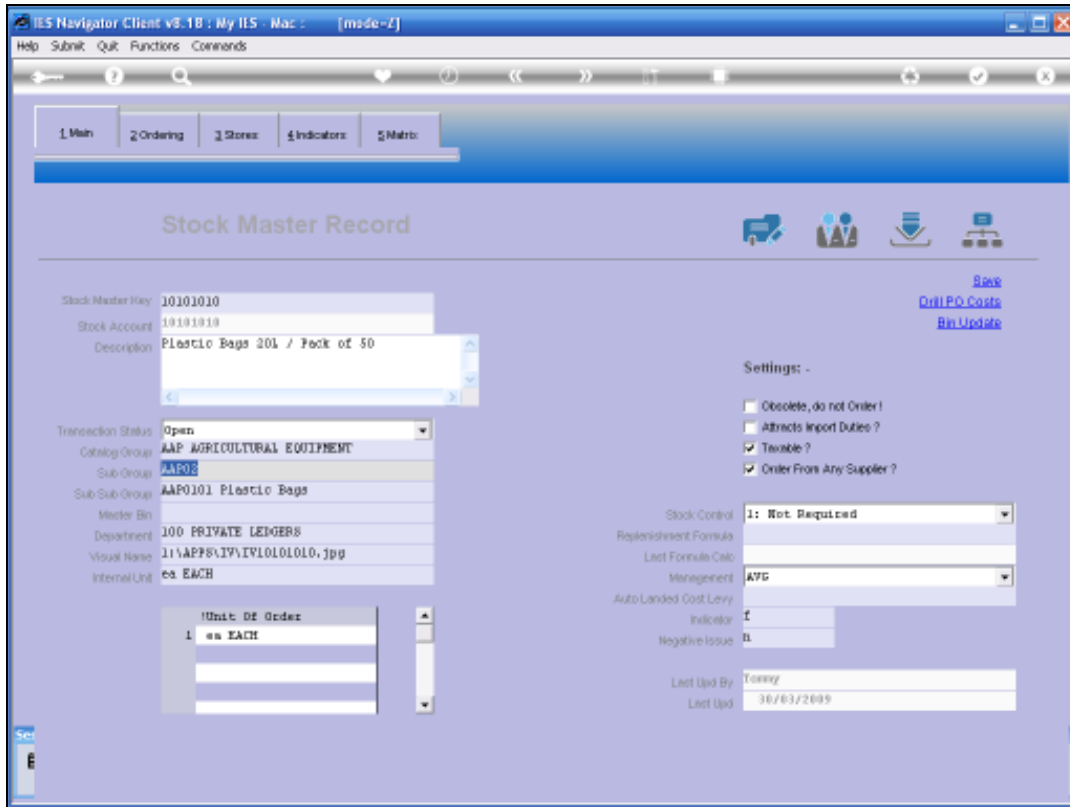 IES Navigator Client v8.1B : My IES - Mac : [mode=Z]
Help Submit Quit Functions Commands
1 Main 2 Ordering 3 Stores 4 Indicators 5 Matrix
Stock Master Record
Save
Drill PO Costs
Bin Update
Stock Master Key 10101010
Stock Account 10101010
Description Plastic Bags 20L / Pack of 50
Settings: -
Obsolete, do not Order !
Attracts Import Duties ?
Taxable ?
Order From Any Supplier ?
Transaction Status Open
Catalog Group AAP AGRICULTURAL EQUIPMENT
Sub Group AAP02
Sub Sub Group AAP0101 Plastic Bags
Master Bin
Department 100 PRIVATE LEDGERS
Visual Name 1:\APPS\IV\IV10101010.jpg
Internal Unit ea EACH
Stock Control 1: Not Required
Replenishment Formula
Last Formula Calc
Management AVG
Auto Landed Cost Levy
Indicator f
Negative Issue n
!Unit Of Order
1 ea EACH
Last Upd By Tommy
Last Upd 30/03/2009